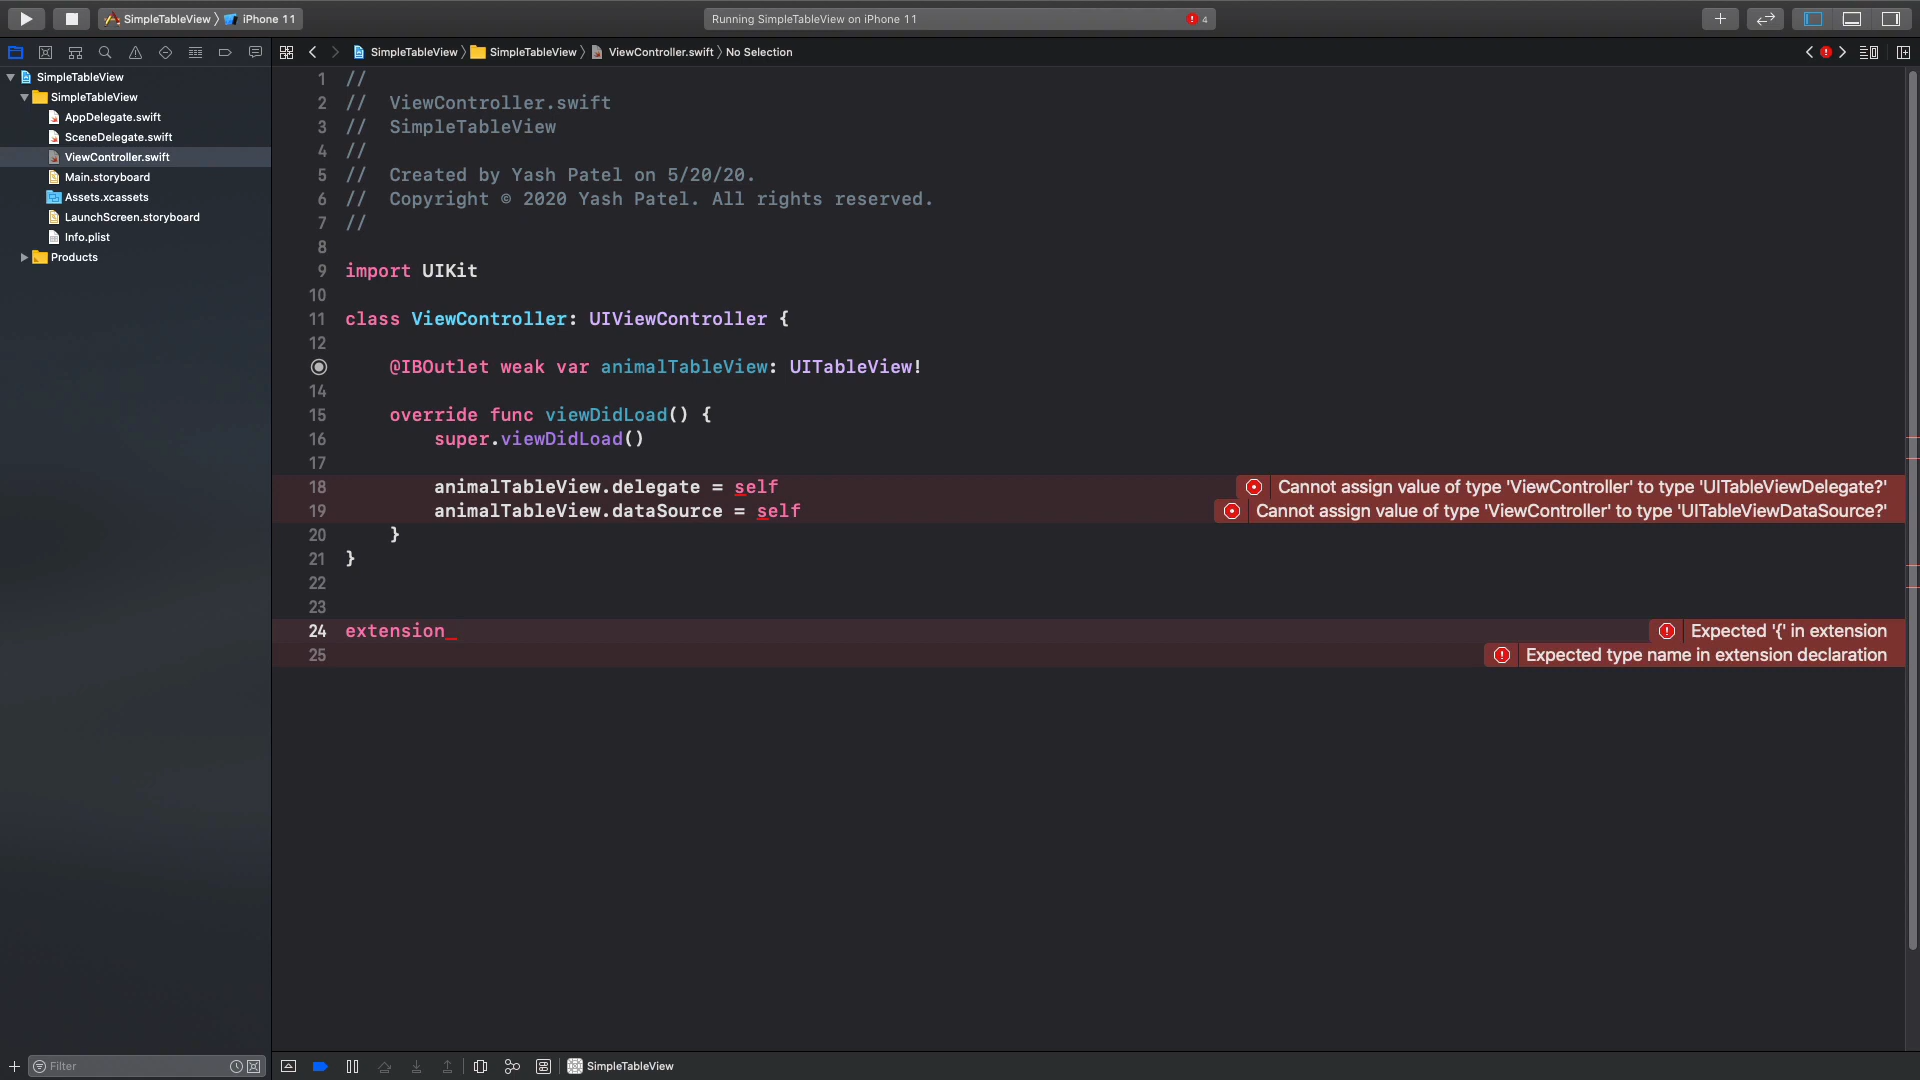 SimpleTableView iPhone 11
Running SimpleTableView on iPhone 11
4
SimpleTableView SimpleTableView ViewController.swift No Selection
SimpleTableView
SimpleTableView
AppDelegate.swift
SceneDelegate.swift
ViewController.swift
Main.storyboard
Assets.xcassets
LaunchScreen.storyboard
Info.plist
Products
1 //
2 // ViewController.swift
3 // SimpleTableView
4 //
5 // Created by Yash Patel on 5/20/20.
6 // Copyright © 2020 Yash Patel. All rights reserved.
7 //
8
9 import UIKit
10
11 class ViewController: UIViewController {
12
@IBOutlet weak var animalTableView: UITableView!
14
15 override func viewDidLoad() {
16 super.viewDidLoad()
17
18 animalTableView.delegate = self Cannot assign value of type 'ViewController' to type 'UITableViewDelegate?'
19 animalTableView.dataSource = self Cannot assign value of type 'ViewController' to type 'UITableViewDataSource?'
20 }
21 }
22
23
24 extension Expected '{' in extension
25 Expected type name in extension declaration
Filter
SimpleTableView